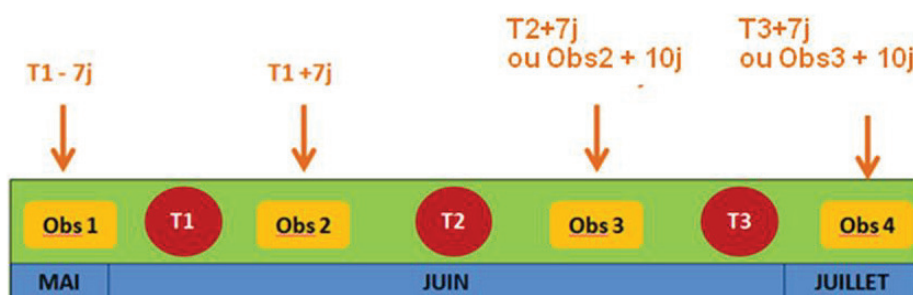 T1 - 7j
T1 +7j
T2+7j
ou Obs2 + 10j
T3+7j
ou Obs3 + 10j
Obs 1
T1
Obs 2
T2
Obs 3
T3
Obs 4
MAI
JUIN
JUILLET